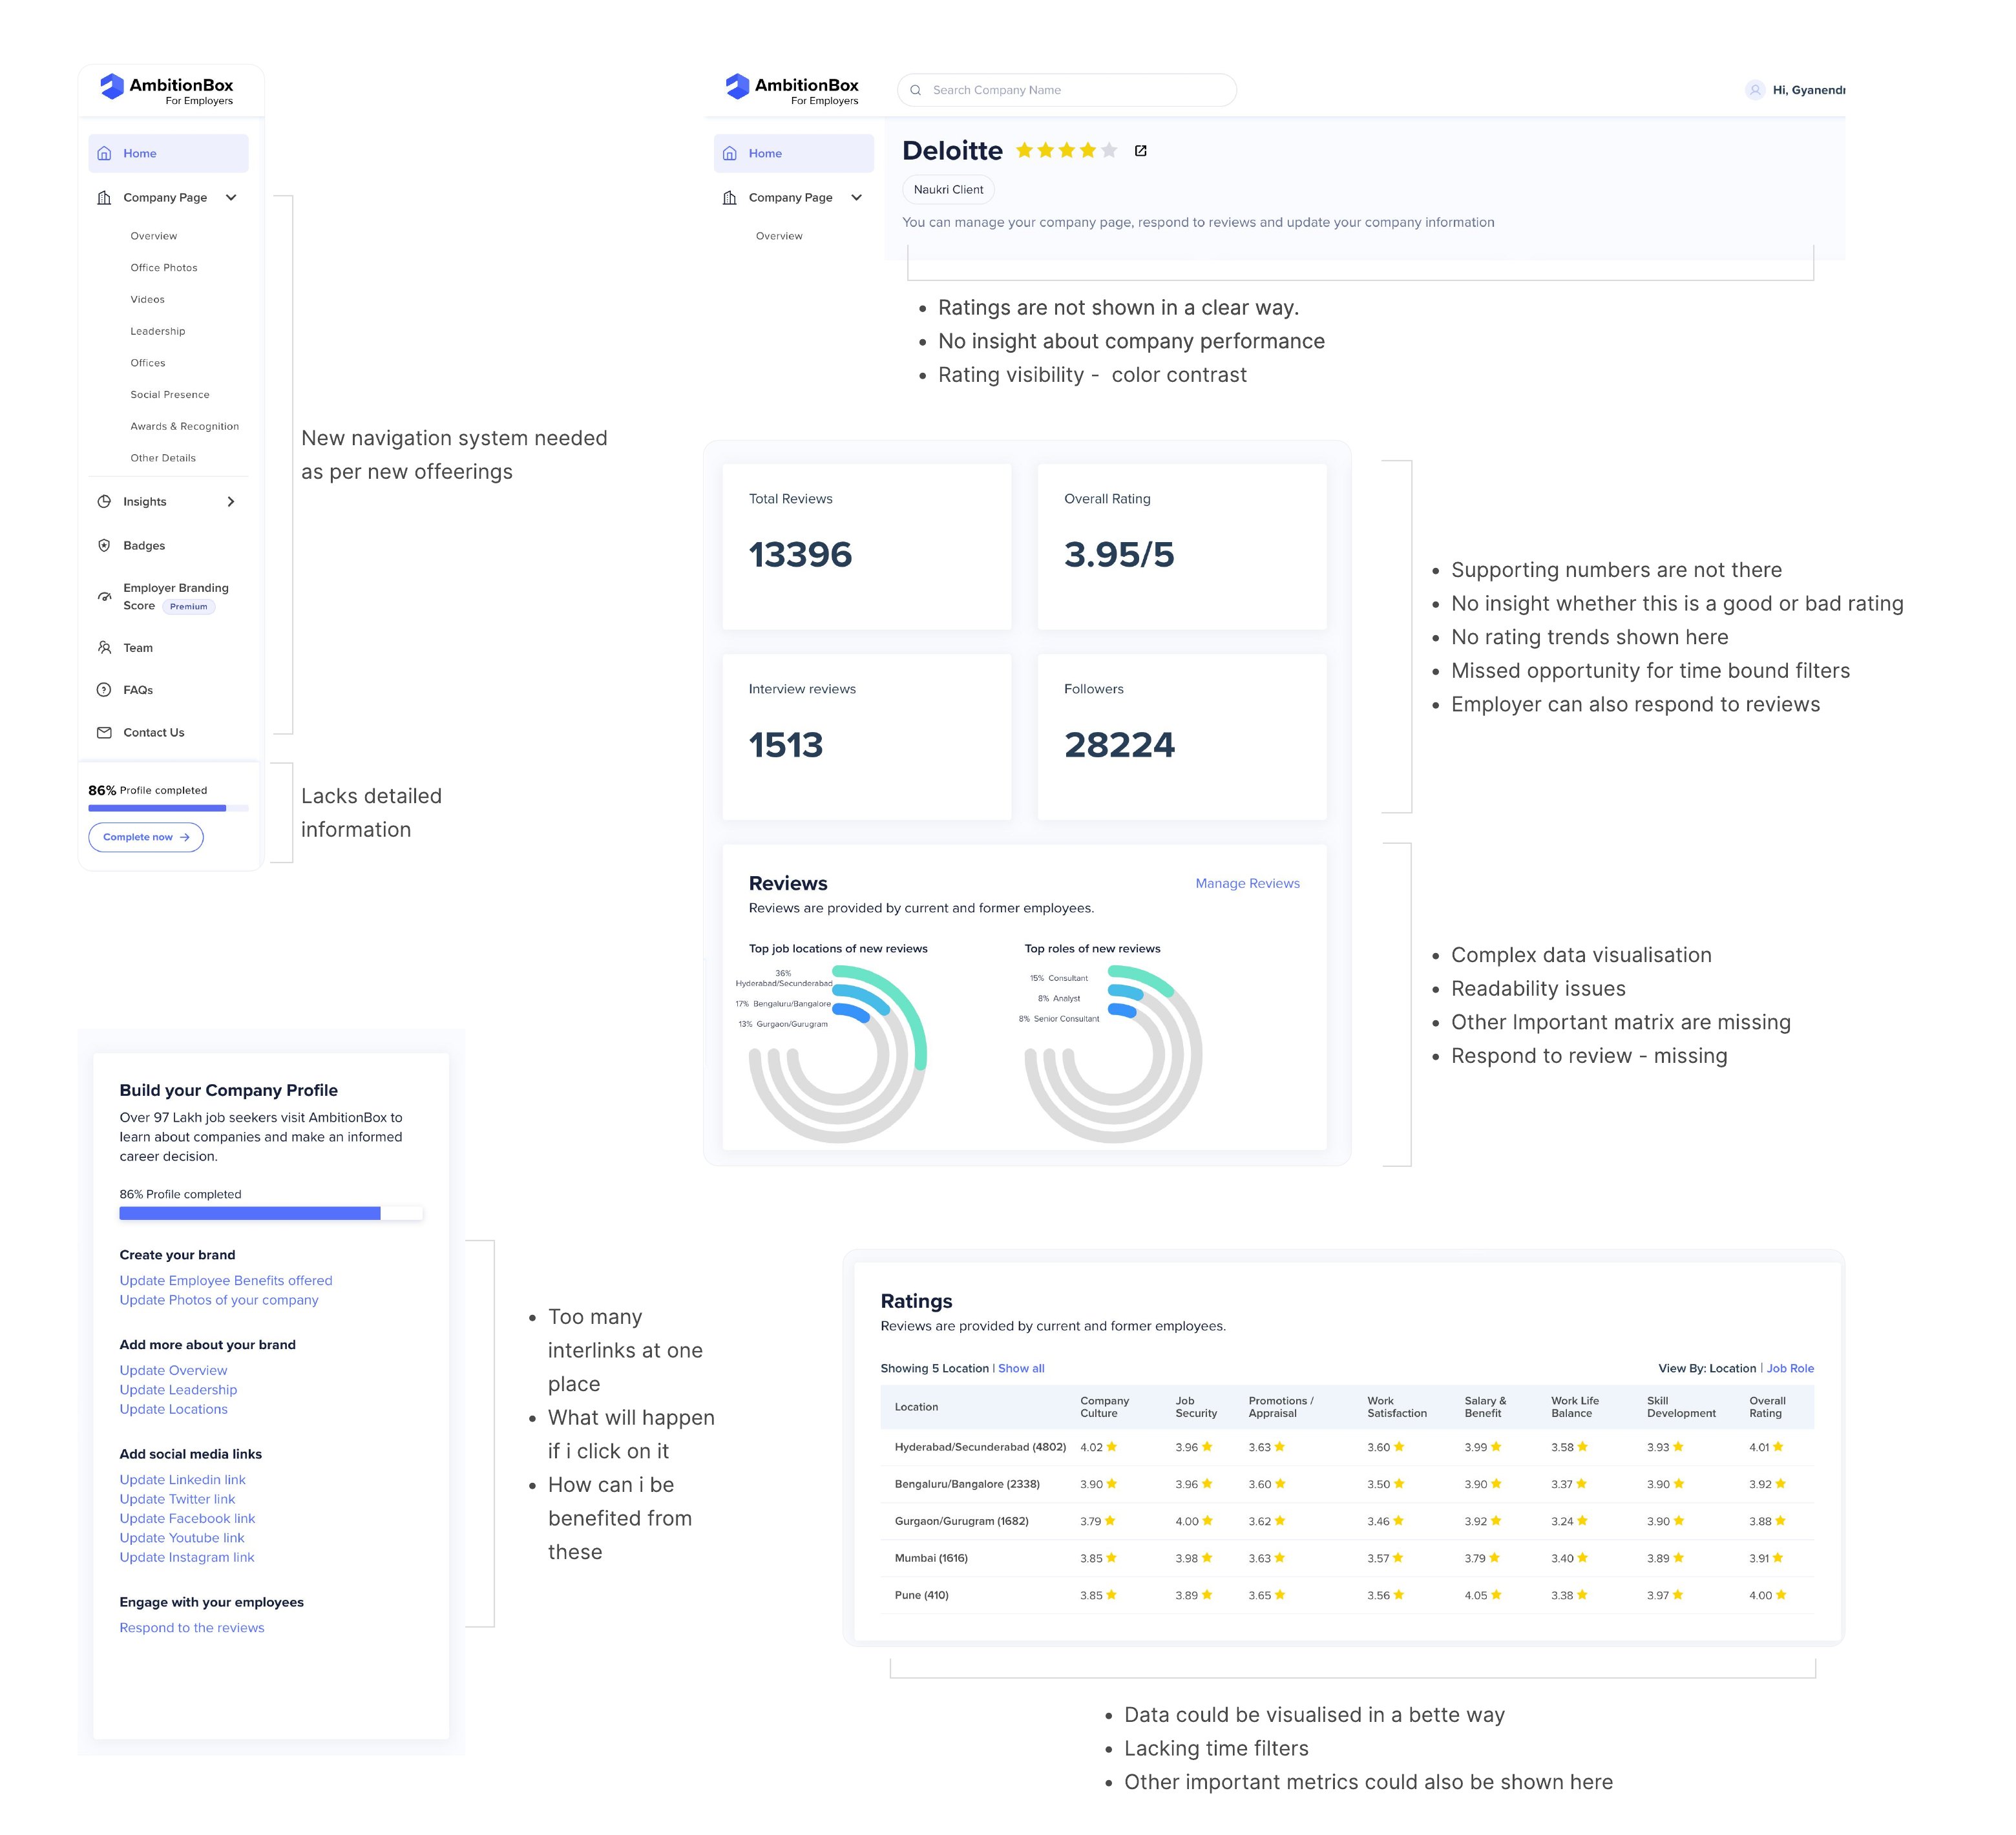 AmbitionBox
For Employers
Home
Company Page
Overview
Office Photos
Videos
Leadership
Offices
Social Presence
Awards & Recognition
Other Details
Insights
Badges
Employer Branding
Score Premium
Team
FAQs
Contact Us
86% Profile completed
Complete now →
New navigation system needed
as per new offeerings
Lacks detailed
information
AmbitionBox
For Employers
Search Company Name
Hi, Gyanendr
Home
Company Page
Overview
Deloitte
Naukri Client
You can manage your company page, respond to reviews and update your company information
• Ratings are not shown in a clear way.
• No insight about company performance
• Rating visibility - color contrast
Total Reviews
13396
Overall Rating
3.95/5
Interview reviews
1513
Followers
28224
• Supporting numbers are not there
• No insight whether this is a good or bad rating
• No rating trends shown here
• Missed opportunity for time bound filters
• Employer can also respond to reviews
Reviews
Manage Reviews
Reviews are provided by current and former employees.
Top job locations of new reviews
36%
Hyderabad/Secunderabad
17% Bengaluru/Bangalore
13% Gurgaon/Gurugram
Top roles of new reviews
15% Consultant
8% Analyst
8% Senior Consultant
• Complex data visualisation
• Readability issues
• Other Important matrix are missing
• Respond to review - missing
Build your Company Profile
Over 97 Lakh job seekers visit AmbitionBox to
learn about companies and make an informed
career decision.
86% Profile completed
Create your brand
Update Employee Benefits offered
Update Photos of your company
Add more about your brand
Update Overview
Update Leadership
Update Locations
Add social media links
Update Linkedin link
Update Twitter link
Update Facebook link
Update Youtube link
Update Instagram link
Engage with your employees
Respond to the reviews
• Too many
interlinks at one
place
• What will happen
if i click on it
• How can i be
benefited from
these
Ratings
Reviews are provided by current and former employees.
Showing 5 Location | Show all
View By: Location | Job Role
Location Company Culture Job Security Promotions / Appraisal Work Satisfaction Salary & Benefit Work Life Balance Skill Development Overall Rating
Hyderabad/Secunderabad (4802) 4.02 3.96 3.63 3.60 3.99 3.58 3.93 4.01
Bengaluru/Bangalore (2338) 3.90 3.96 3.60 3.50 3.90 3.37 3.90 3.92
Gurgaon/Gurugram (1682) 3.79 4.00 3.62 3.46 3.92 3.24 3.90 3.88
Mumbai (1616) 3.85 3.98 3.63 3.57 3.79 3.40 3.89 3.91
Pune (410) 3.85 3.89 3.65 3.56 4.05 3.38 3.97 4.00
• Data could be visualised in a bette way
• Lacking time filters
• Other important metrics could also be shown here